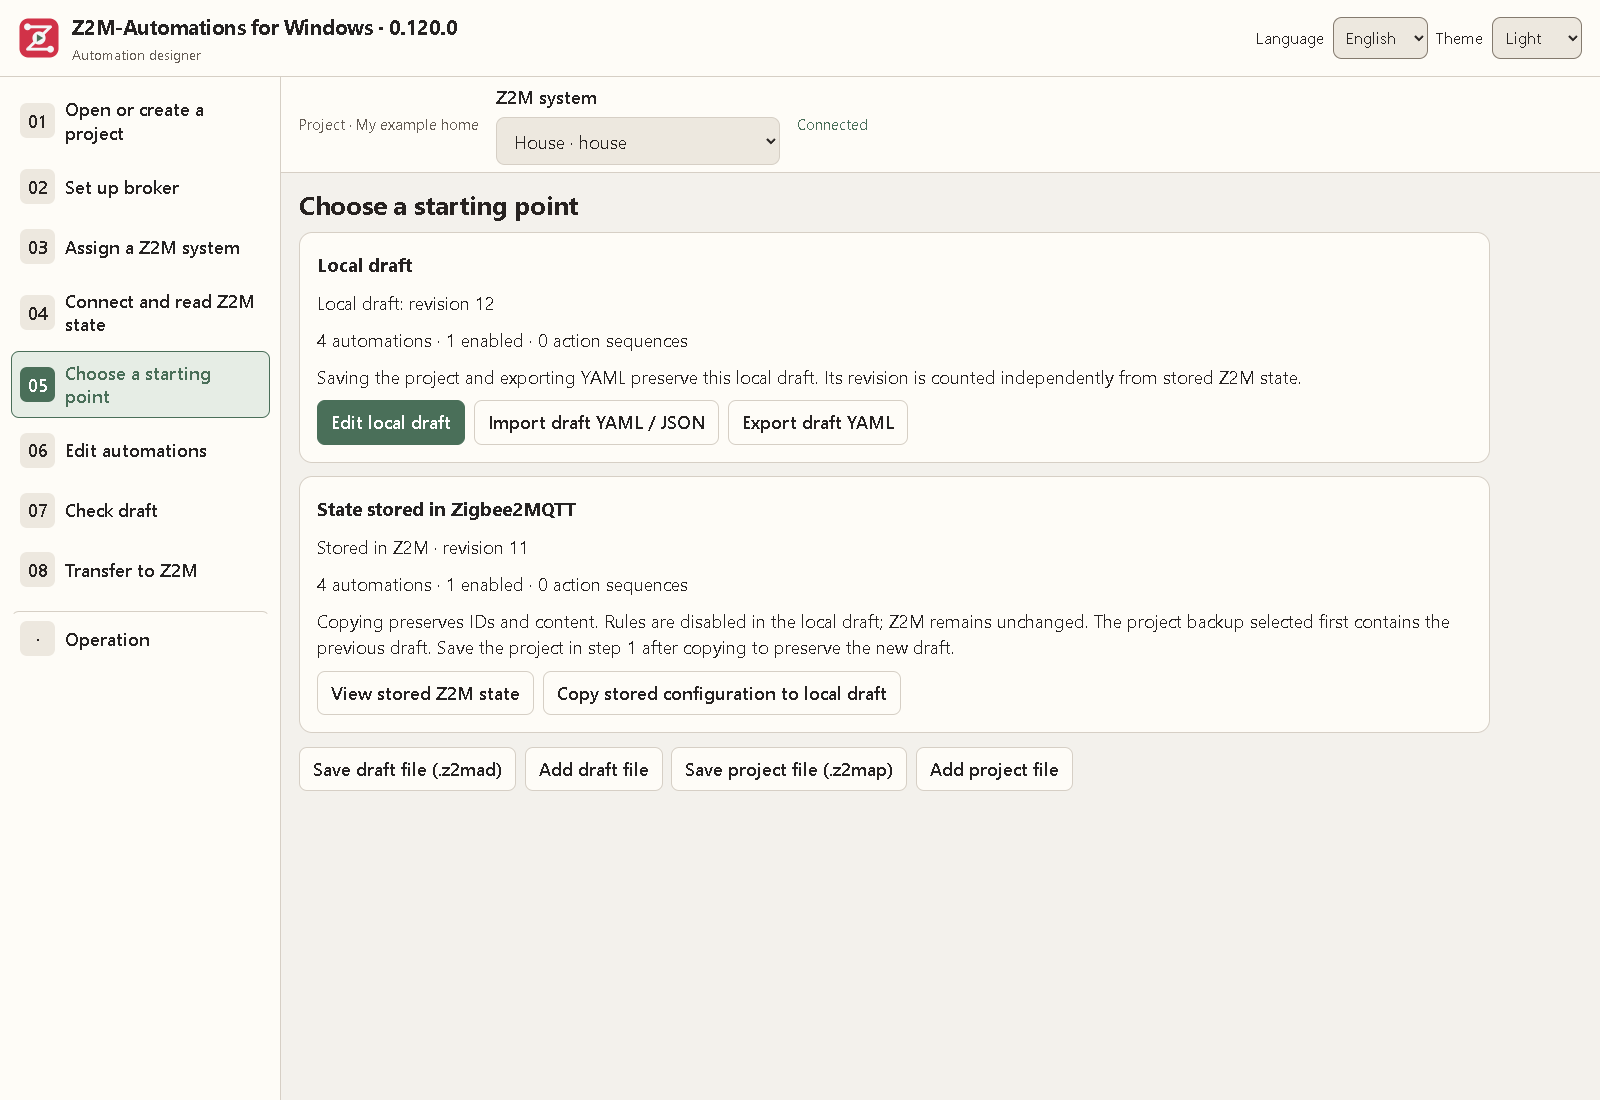 Z2M-Automations for Windows · 0.120.0
Automation designer
Language
English
Theme
Light
01
Open or create a
project
02
Set up broker
03
Assign a Z2M system
04
Connect and read Z2M
state
05
Choose a starting
point
06
Edit automations
07
Check draft
08
Transfer to Z2M
·
Operation
Project · My example home
Z2M system
House · house
Connected
Choose a starting point
Local draft
Local draft: revision 12
4 automations · 1 enabled · 0 action sequences
Saving the project and exporting YAML preserve this local draft. Its revision is counted independently from stored Z2M state.
Edit local draft
Import draft YAML / JSON
Export draft YAML
State stored in Zigbee2MQTT
Stored in Z2M · revision 11
4 automations · 1 enabled · 0 action sequences
Copying preserves IDs and content. Rules are disabled in the local draft; Z2M remains unchanged. The project backup selected first contains the
previous draft. Save the project in step 1 after copying to preserve the new draft.
View stored Z2M state
Copy stored configuration to local draft
Save draft file (.z2mad)
Add draft file
Save project file (.z2map)
Add project file